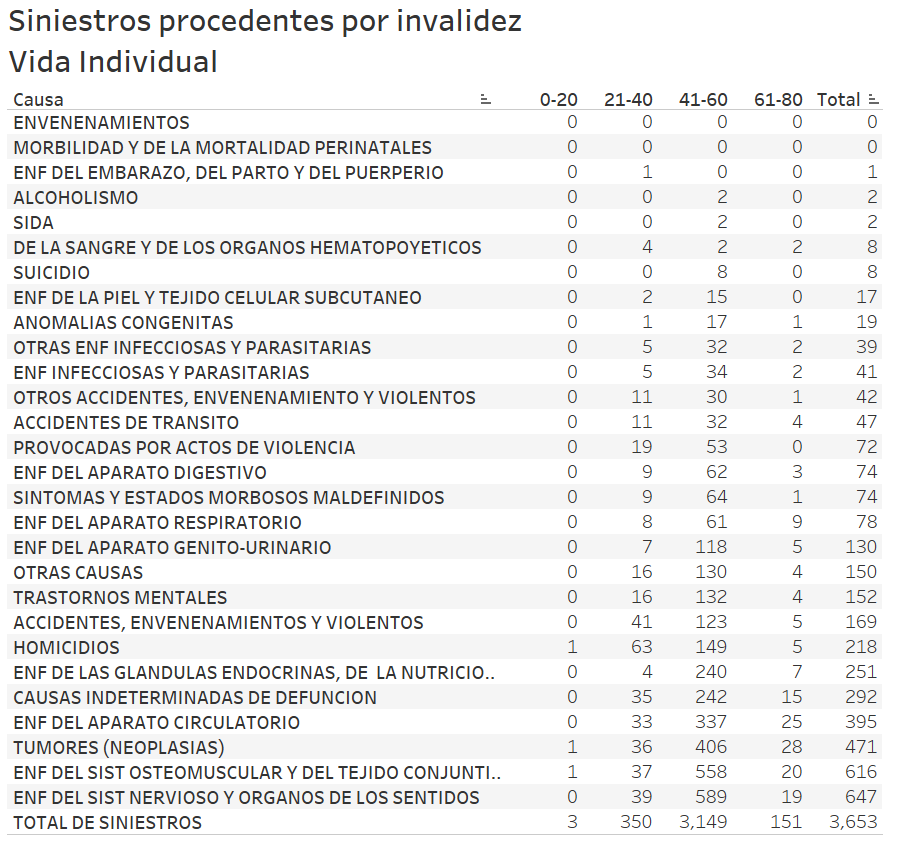 Siniestros procedentes por invalidez
Vida Individual
Causa 0-20 21-40 41-60 61-80 Total
ENVENENAMIENTOS 0 0 0 0 0
MORBILIDAD Y DE LA MORTALIDAD PERINATALES 0 0 0 0 0
ENF DEL EMBARAZO, DEL PARTO Y DEL PUERPERIO 0 1 0 0 1
ALCOHOLISMO 0 0 2 0 2
SIDA 0 0 2 0 2
DE LA SANGRE Y DE LOS ORGANOS HEMATOPOYETICOS 0 4 2 2 8
SUICIDIO 0 0 8 0 8
ENF DE LA PIEL Y TEJIDO CELULAR SUBCUTANEO 0 2 15 0 17
ANOMALIAS CONGENITAS 0 1 17 1 19
OTRAS ENF INFECCIOSAS Y PARASITARIAS 0 5 32 2 39
ENF INFECCIOSAS Y PARASITARIAS 0 5 34 2 41
OTROS ACCIDENTES, ENVENENAMIENTO Y VIOLENTOS 0 11 30 1 42
ACCIDENTES DE TRANSITO 0 11 32 4 47
PROVOCADAS POR ACTOS DE VIOLENCIA 0 19 53 0 72
ENF DEL APARATO DIGESTIVO 0 9 62 3 74
SINTOMAS Y ESTADOS MORBOSOS MALDEFINIDOS 0 9 64 1 74
ENF DEL APARATO RESPIRATORIO 0 8 61 9 78
ENF DEL APARATO GENITO-URINARIO 0 7 118 5 130
OTRAS CAUSAS 0 16 130 4 150
TRASTORNOS MENTALES 0 16 132 4 152
ACCIDENTES, ENVENENAMIENTOS Y VIOLENTOS 0 41 123 5 169
HOMICIDIOS 1 63 149 5 218
ENF DE LAS GLANDULAS ENDOCRINAS, DE  LA NUTRICIO.. 0 4 240 7 251
CAUSAS INDETERMINADAS DE DEFUNCION 0 35 242 15 292
ENF DEL APARATO CIRCULATORIO 0 33 337 25 395
TUMORES (NEOPLASIAS) 1 36 406 28 471
ENF DEL SIST OSTEOMUSCULAR Y DEL TEJIDO CONJUNTI.. 1 37 558 20 616
ENF DEL SIST NERVIOSO Y ORGANOS DE LOS SENTIDOS 0 39 589 19 647
TOTAL DE SINIESTROS 3 350 3,149 151 3,653